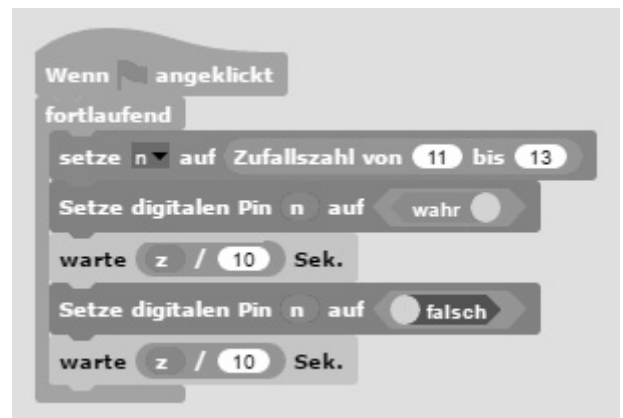 Wenn angeklickt
fortlaufend
setze n auf Zufallszahl von 11 bis 13
Setze digitalen Pin n auf wahr
warte z / 10 Sek.
Setze digitalen Pin n auf falsch
warte z / 10 Sek.